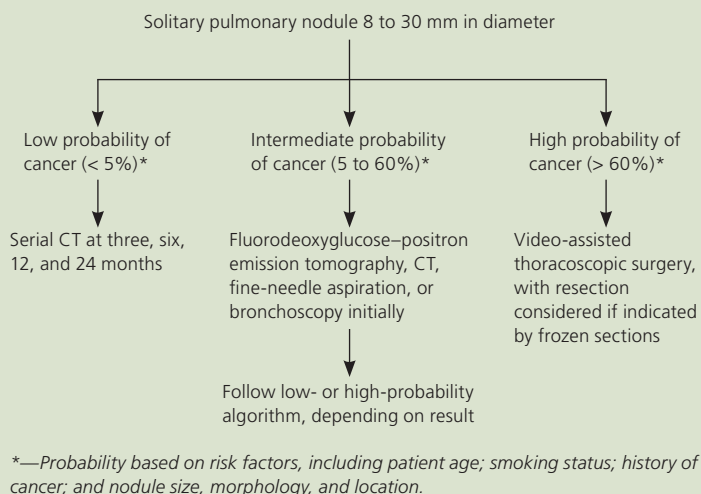 Solitary pulmonary nodule 8 to 30 mm in diameter
Low probability of
cancer (< 5%)*
Intermediate probability
of cancer (5 to 60%)*
High probability of
cancer (> 60%)*
Serial CT at three, six,
12, and 24 months
Fluorodeoxyglucose–positron
emission tomography, CT,
fine-needle aspiration, or
bronchoscopy initially
Video-assisted
thoracoscopic surgery,
with resection
considered if indicated
by frozen sections
Follow low- or high-probability
algorithm, depending on result
*—Probability based on risk factors, including patient age; smoking status; history of
cancer; and nodule size, morphology, and location.